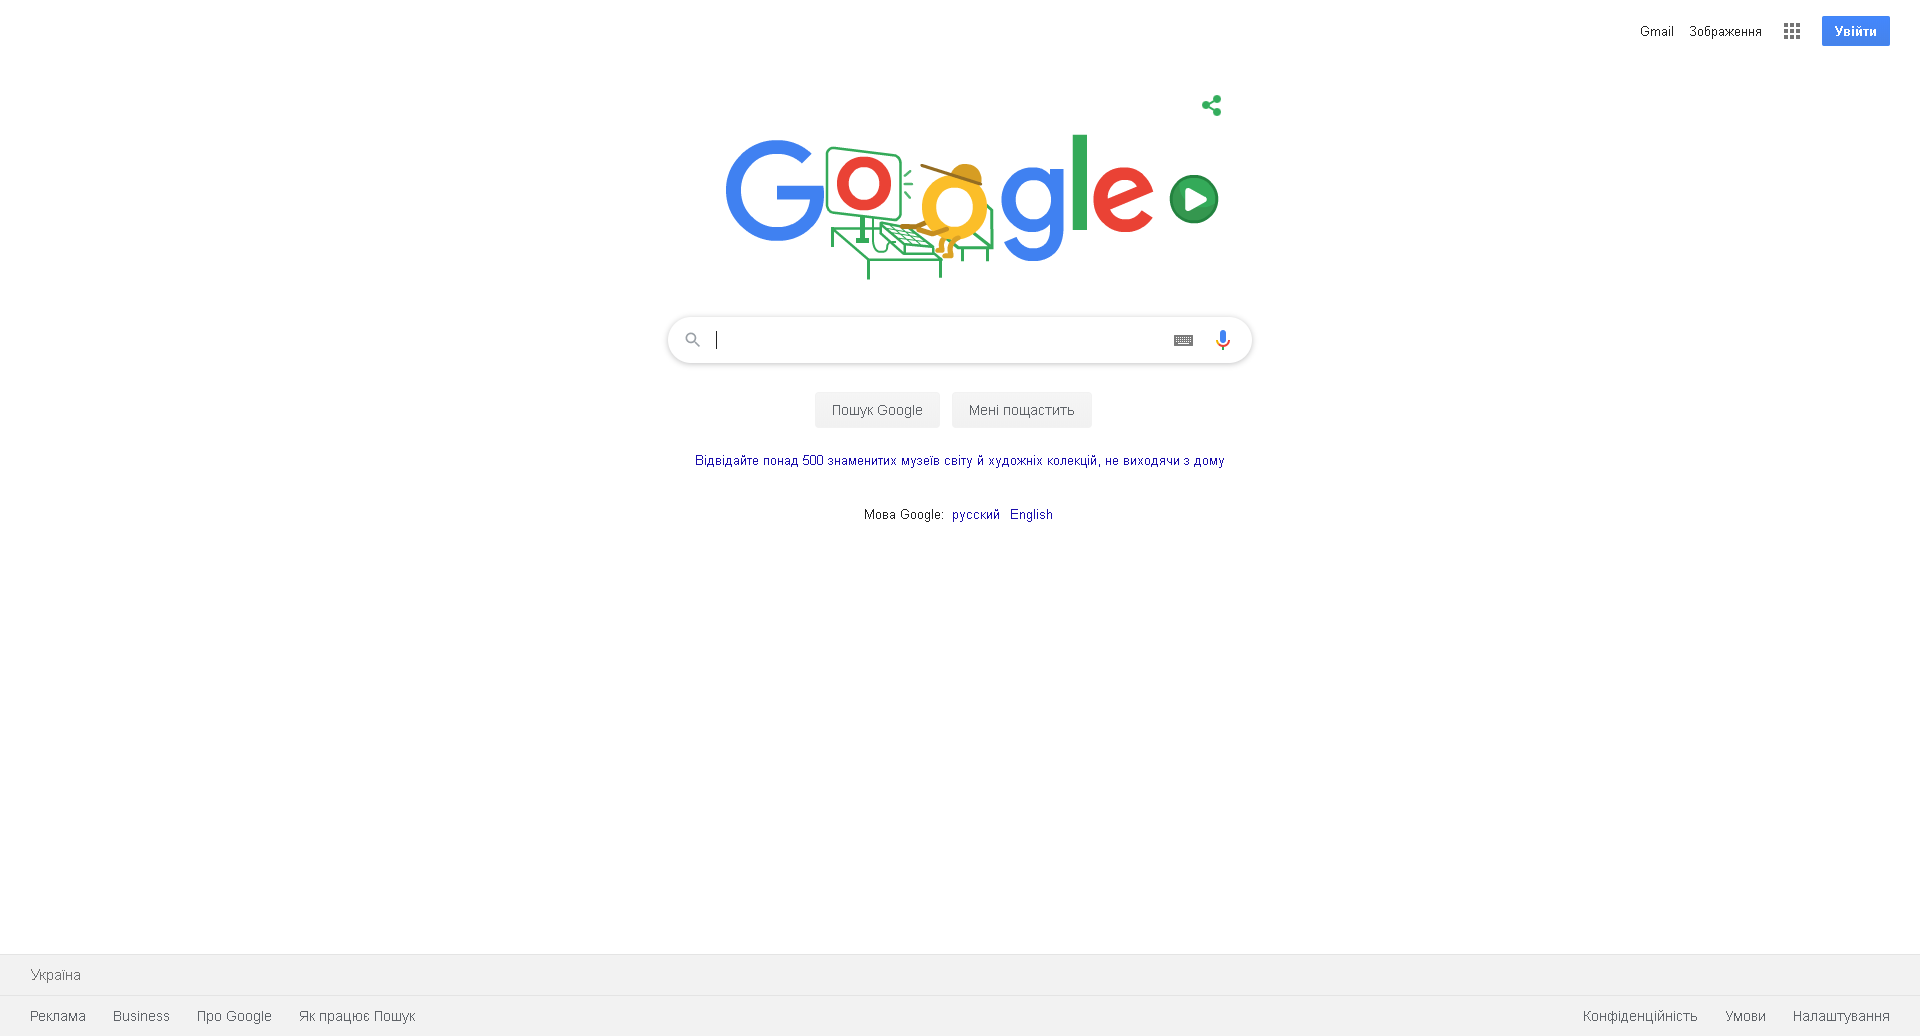 Gmail Зображення Увійти
Google
Пошук Google Мені пощастить
Відвідайте понад 500 знаменитих музеїв світу й художніх колекцій, не виходячи з дому
Мова Google: русский English
Україна
Реклама Business Про Google Як працює Пошук Конфіденційність Умови Налаштування